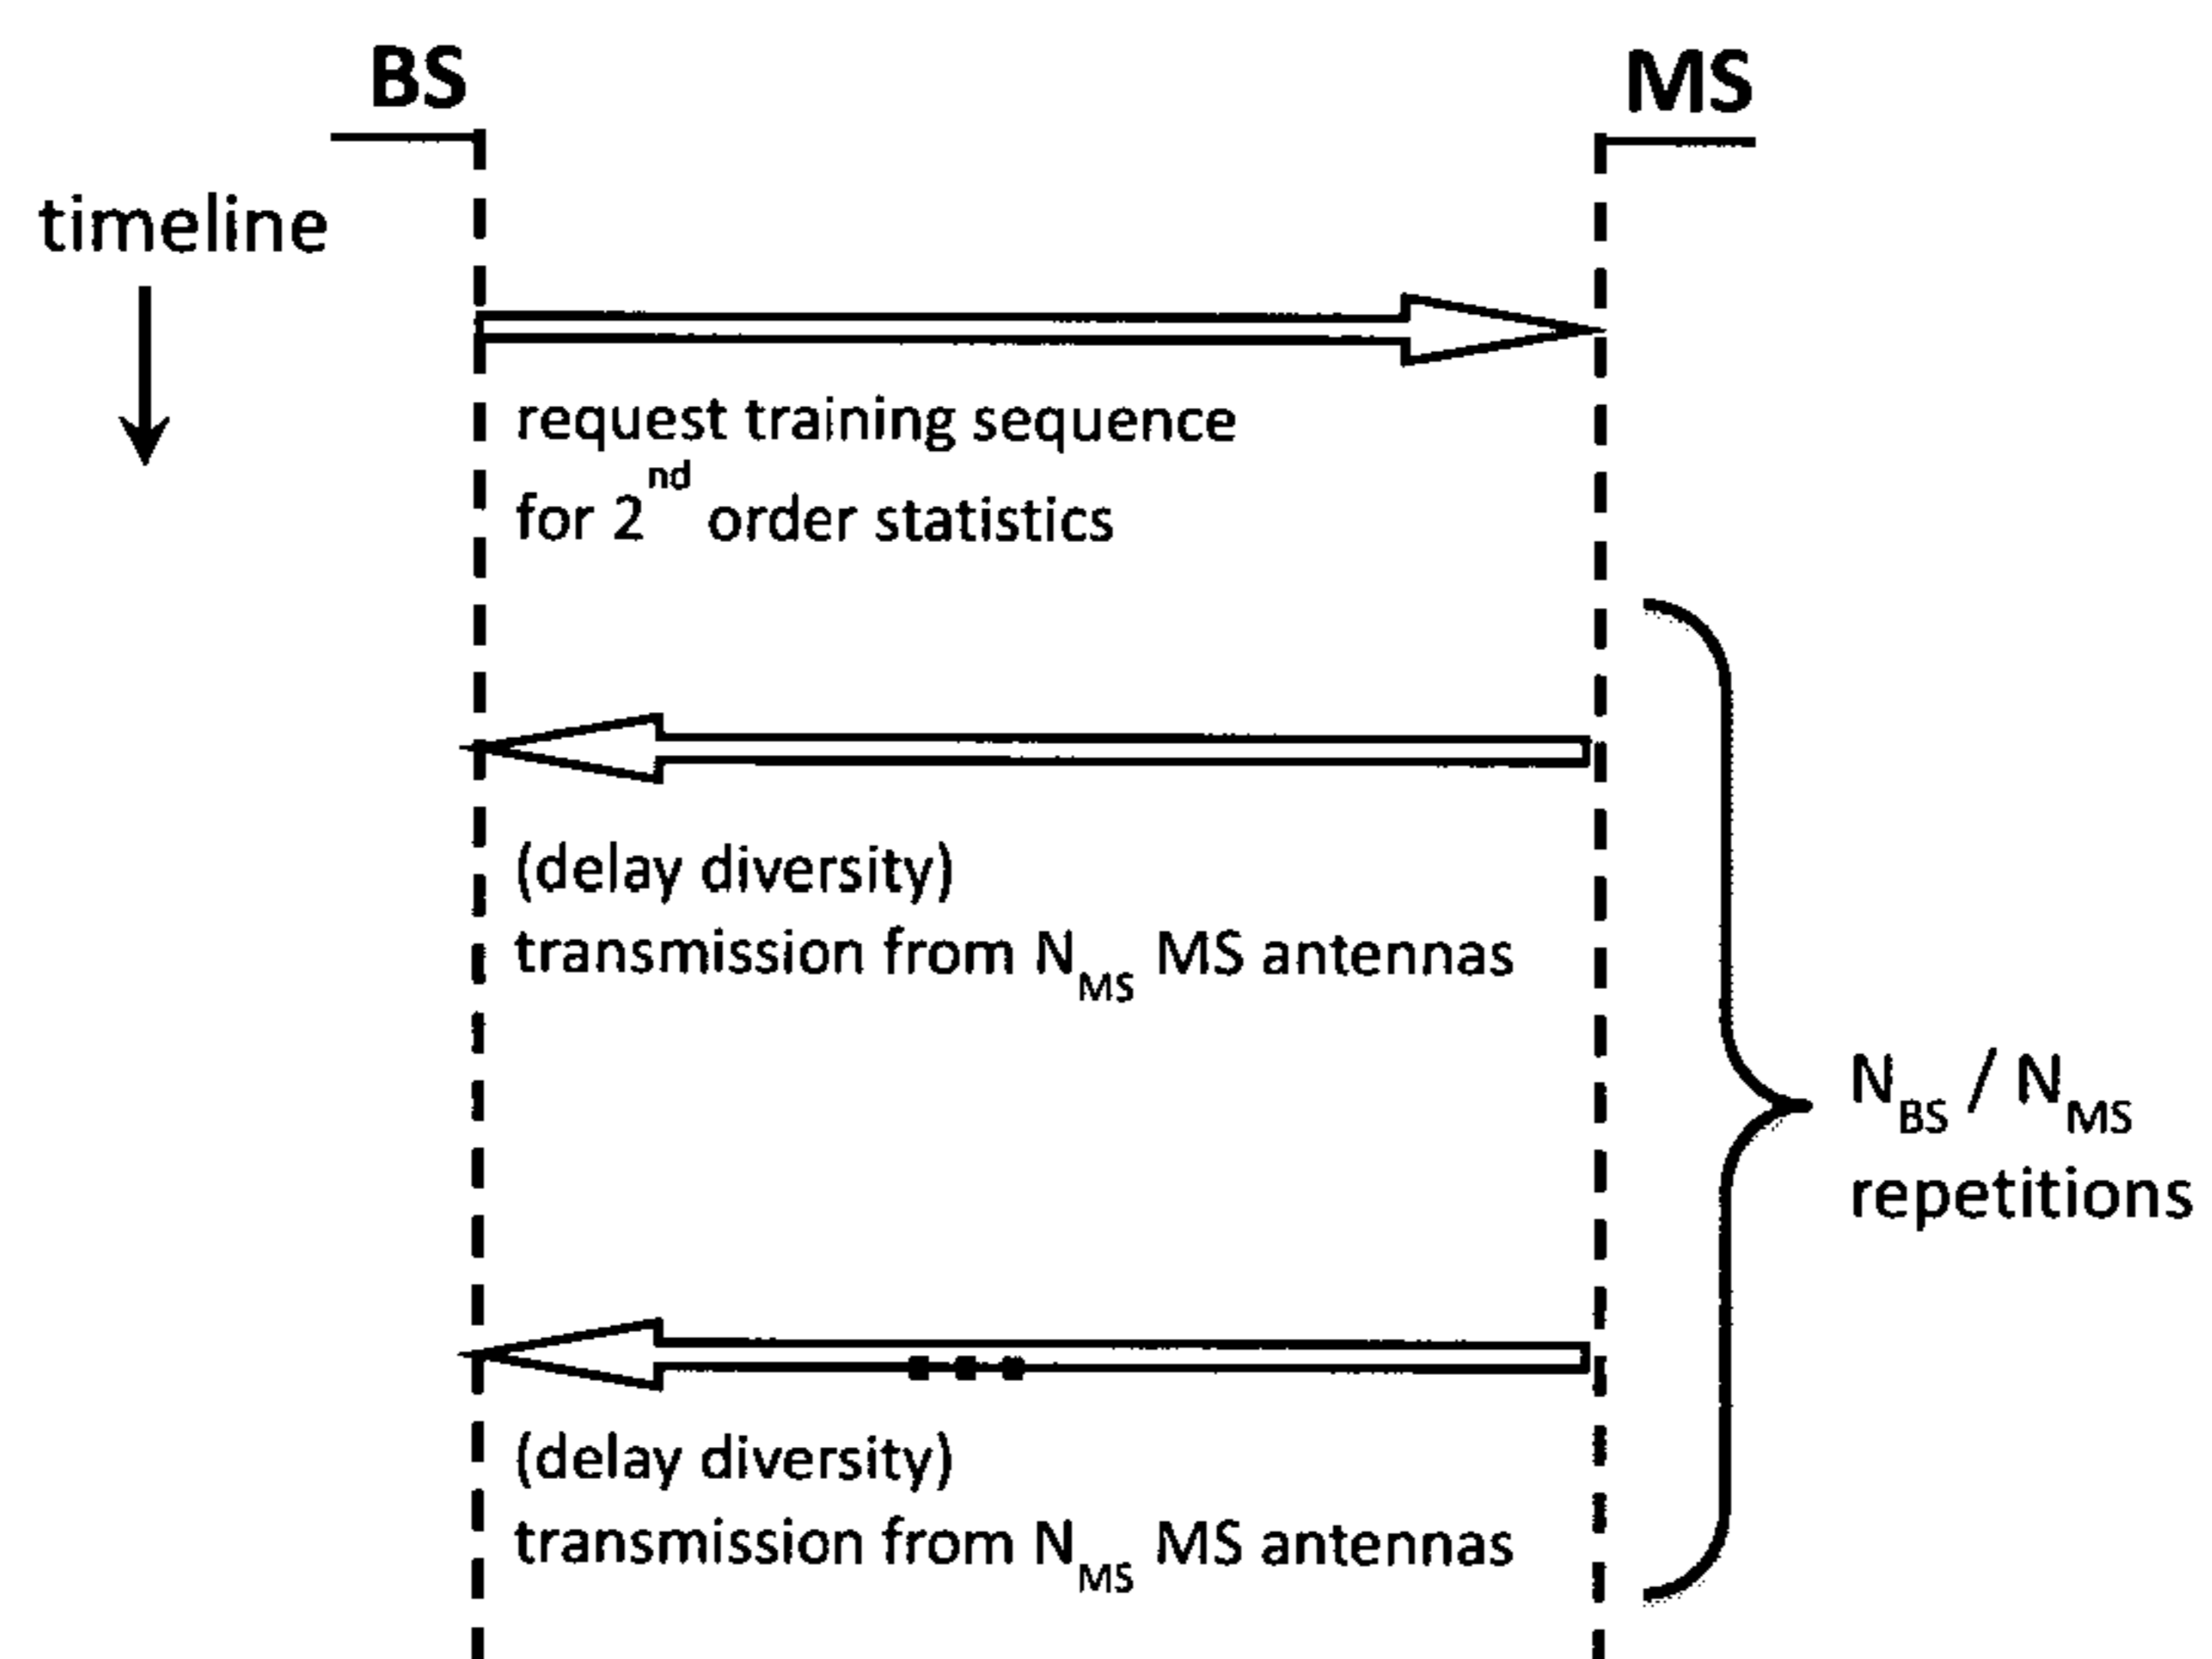 BS
MS
timeline
request training sequence
for 2nd order statistics
(delay diversity)
transmission from NMS MS antennas
NBS / NMS
repetitions
(delay diversity)
transmission from NMS MS antennas